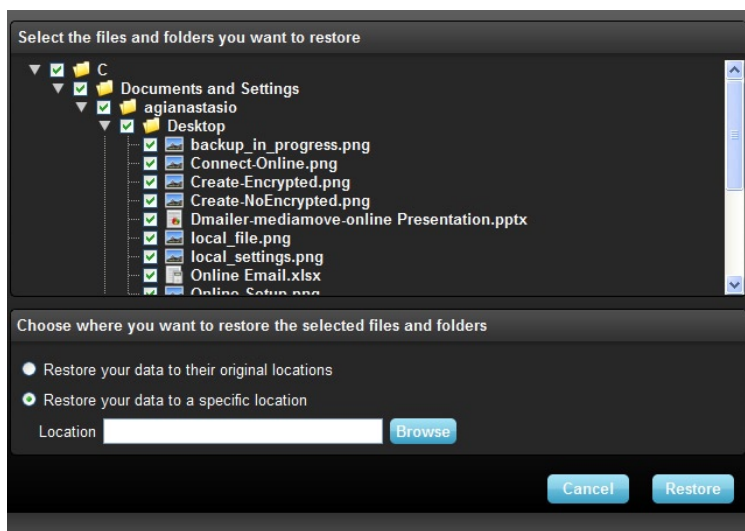 Select the files and folders you want to restore
C
Documents and Settings
agianastasio
Desktop
backup_in_progress.png
Connect-Online.png
Create-Encrypted.png
Create-NoEncrypted.png
Dmailer-mediamove-online Presentation.pptx
local_file.png
local_settings.png
Online Email.xlsx
Online-Setup.png
Choose where you want to restore the selected files and folders
Restore your data to their original locations
Restore your data to a specific location
Location Browse
Cancel Restore